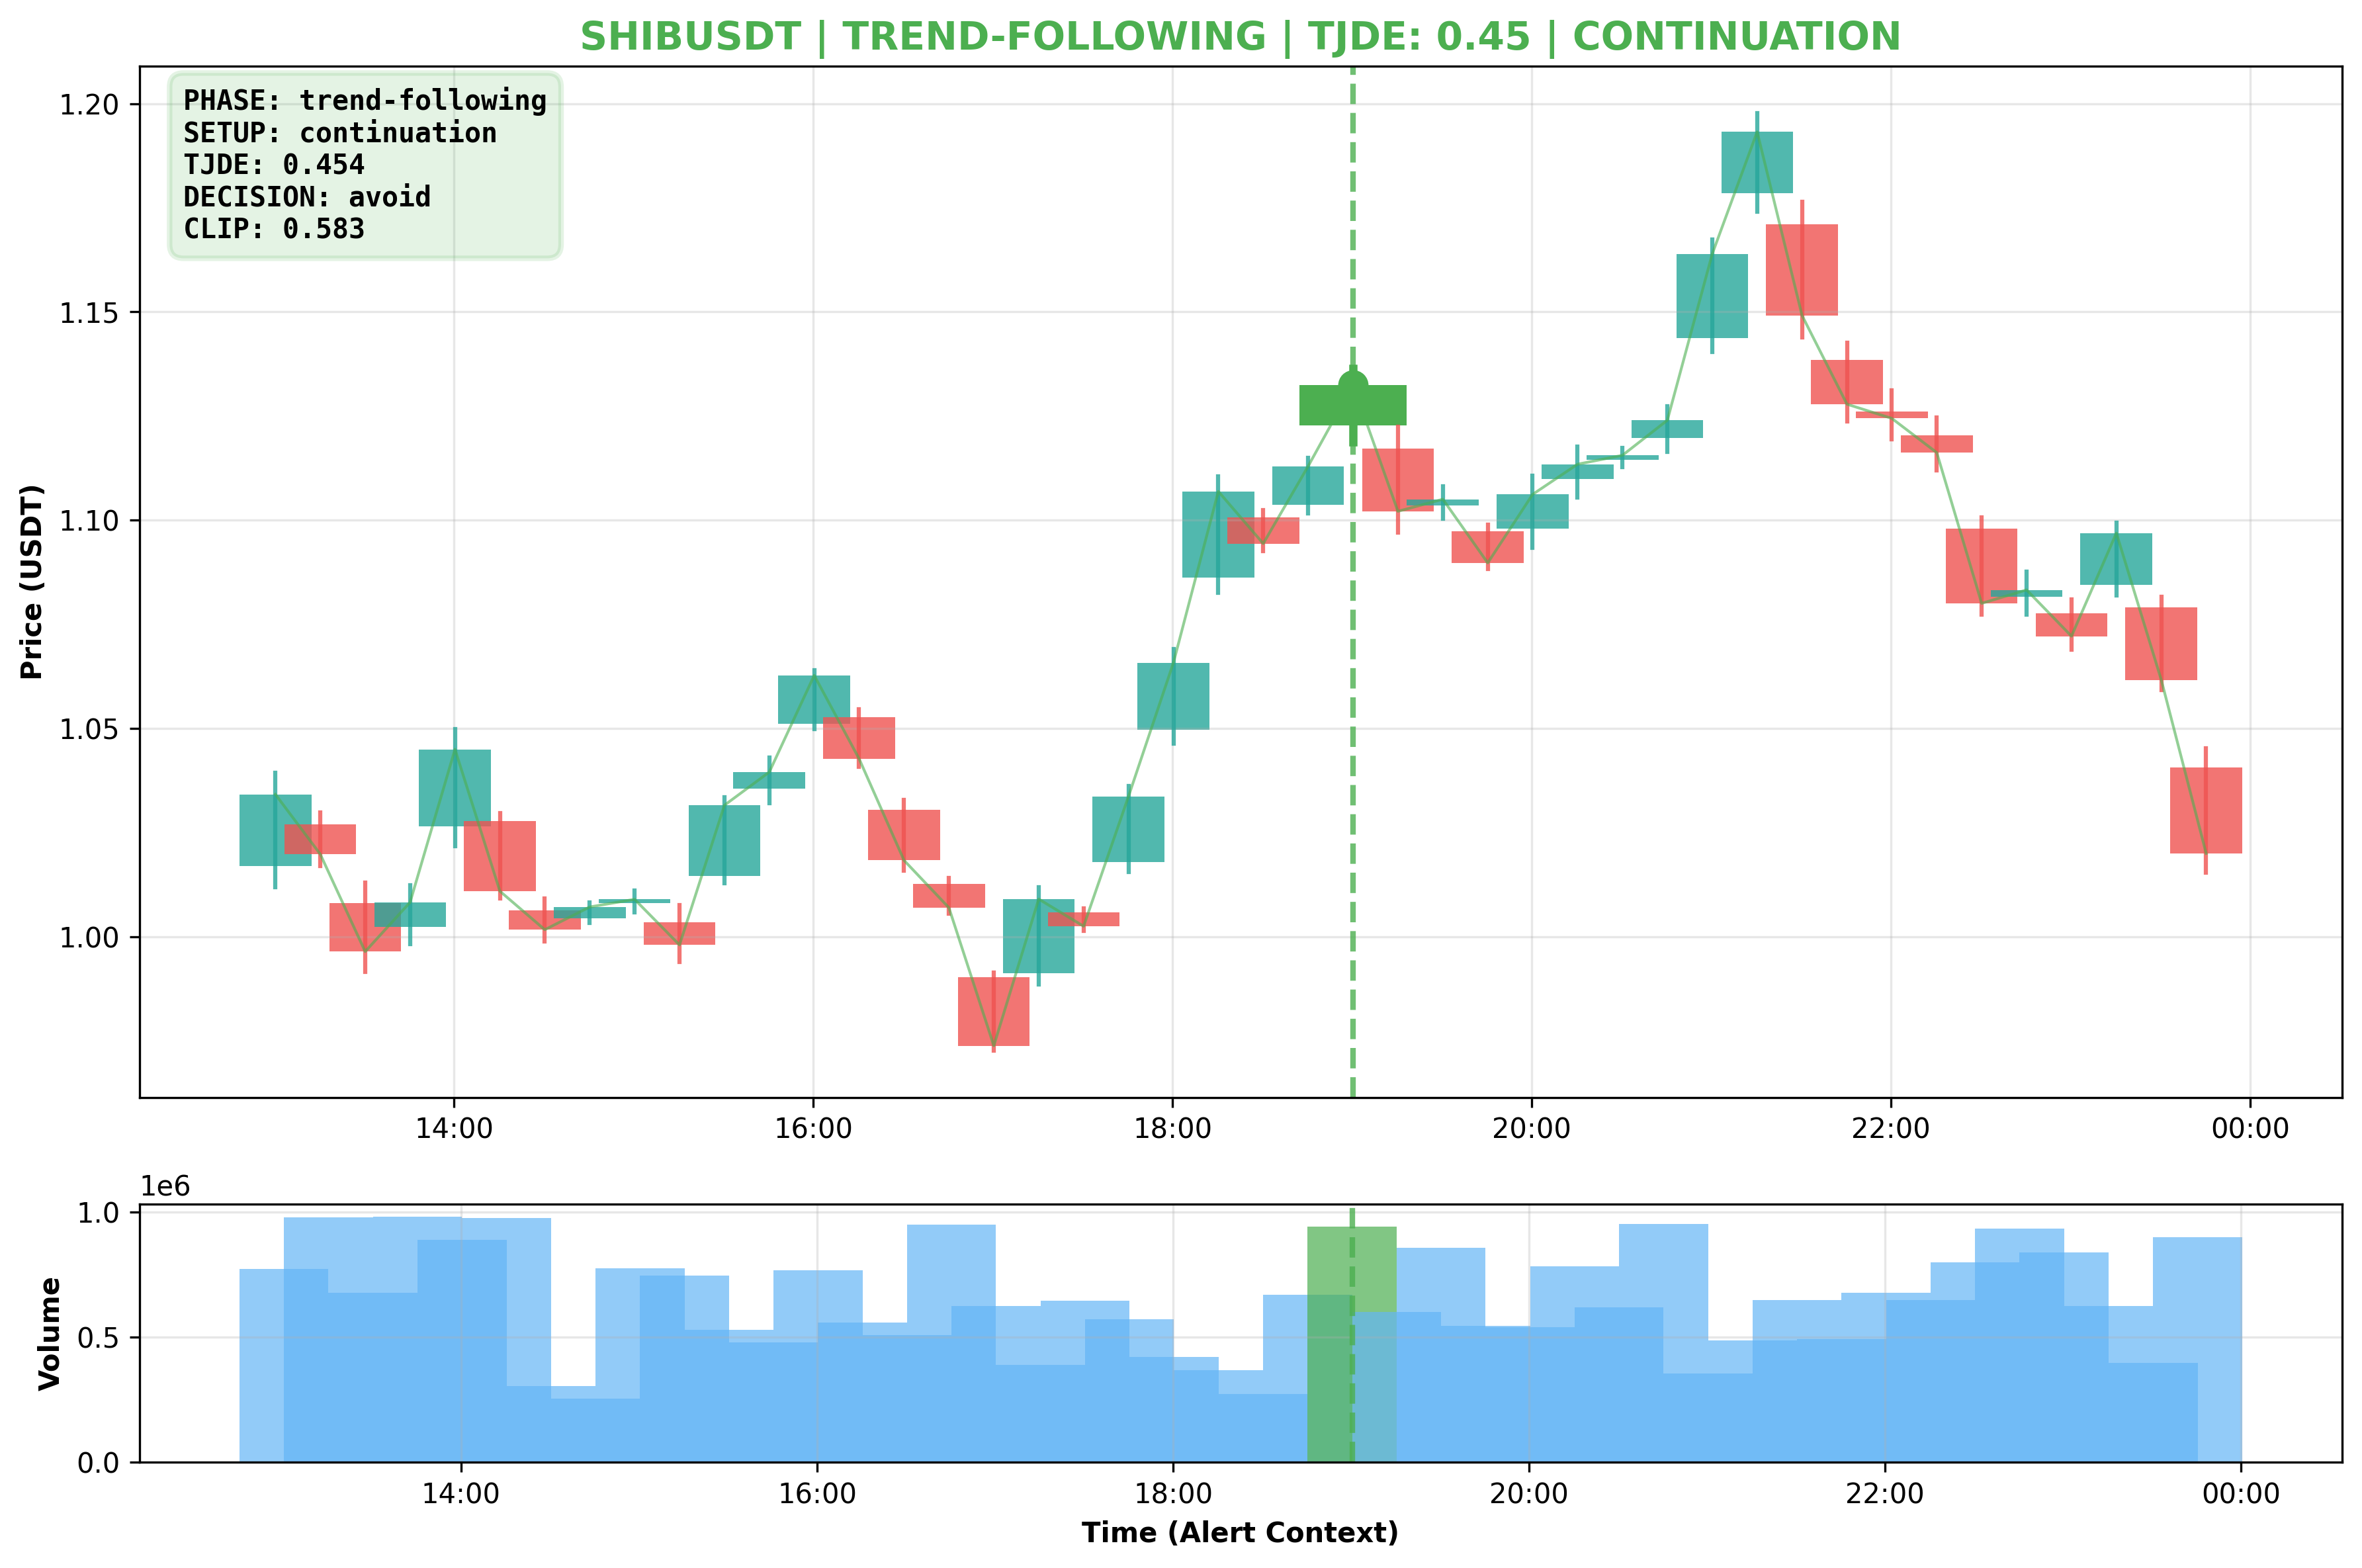 SHIBUSDT | TREND-FOLLOWING | TJDE: 0.45 | CONTINUATION
PHASE: trend-following
SETUP: continuation
TJDE: 0.454
DECISION: avoid
CLIP: 0.583
Price (USDT)
1.20
1.15
1.10
1.05
1.00
14:00 16:00 18:00 20:00 22:00 00:00
1e6
Volume
1.0
0.5
0.0
14:00 16:00 18:00 20:00 22:00 00:00
Time (Alert Context)